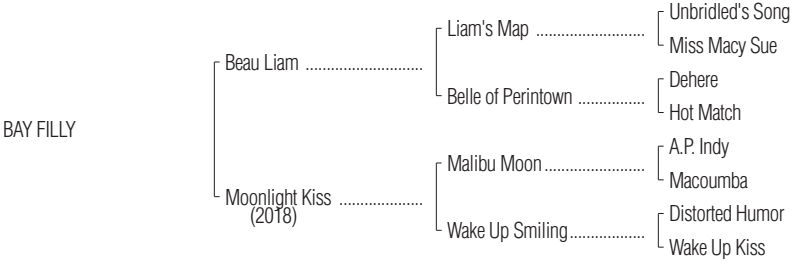 Unbridled's Song
Liam's Map ........................
Miss Macy Sue
Beau Liam ..........................
Dehere
Belle of Perintown ...............
Hot Match
BAY FILLY
A.P. Indy
Malibu Moon ......................
Macoumba
Moonlight Kiss ...................
(2018)
Distorted Humor
Wake Up Smiling.................
Wake Up Kiss